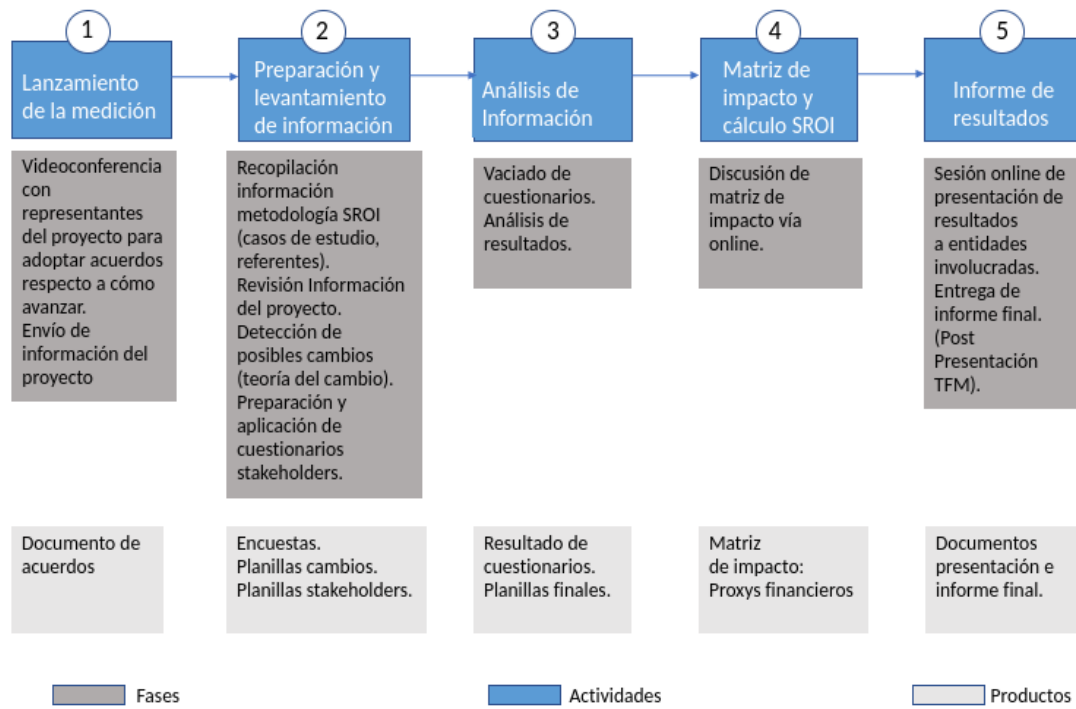 1
Lanzamiento
de la medición
2
Preparación y
levantamiento
de información
3
Análisis de
Información
4
Matriz de
impacto y
cálculo SROI
5
Informe de
resultados
Videoconferencia
con
representantes
del proyecto para
adoptar acuerdos
respecto a cómo
avanzar.
Envío de
información del
proyecto
Recopilación
información
metodología SROI
(casos de estudio,
referentes).
Revisión Información
del proyecto.
Detección de
posibles cambios
(teoría del cambio).
Preparación y
aplicación de
cuestionarios
stakeholders.
Vaciado de
cuestionarios.
Análisis de
resultados.
Discusión de
matriz de
impacto vía
online.
Sesión online de
presentación de
resultados
a entidades
involucradas.
Entrega de
informe final.
(Post
Presentación
TFM).
Documento de
acuerdos
Encuestas.
Planillas cambios.
Planillas stakeholders.
Resultado de
cuestionarios.
Planillas finales.
Matriz
de impacto:
Proxys financieros
Documentos
presentación e
informe final.
Fases
Actividades
Productos